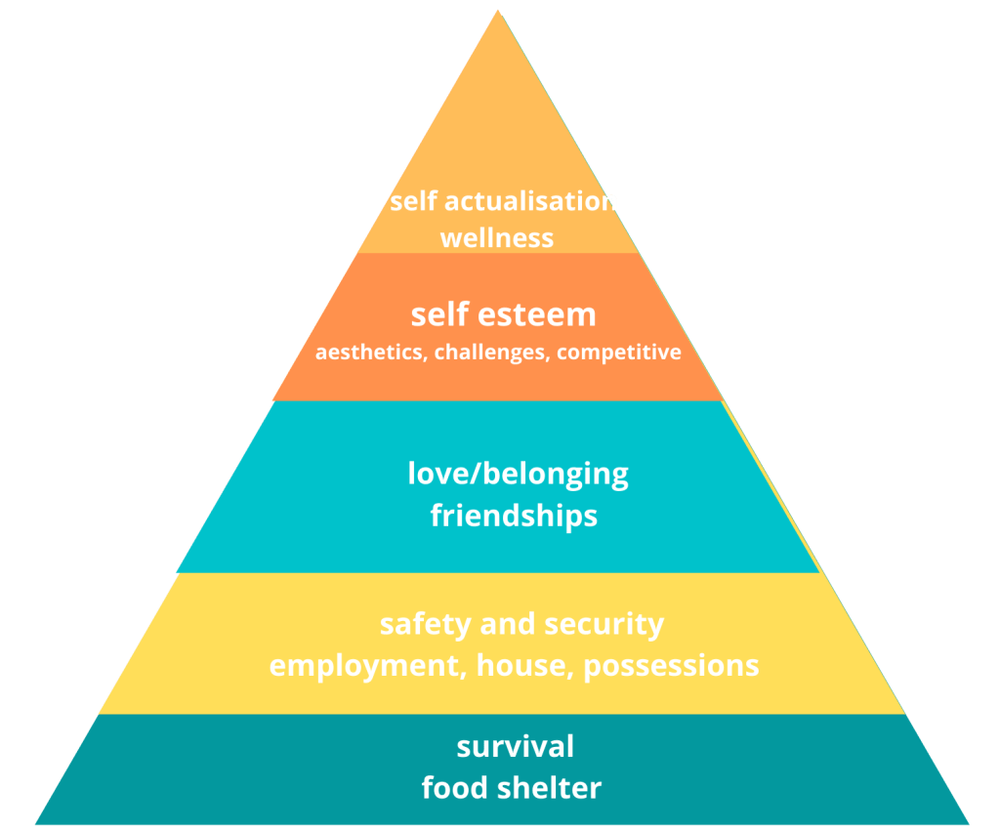 self actualisation
wellness
self esteem
aesthetics, challenges, competitive
love/belonging
friendships
safety and security
employment, house, possessions
survival
food shelter